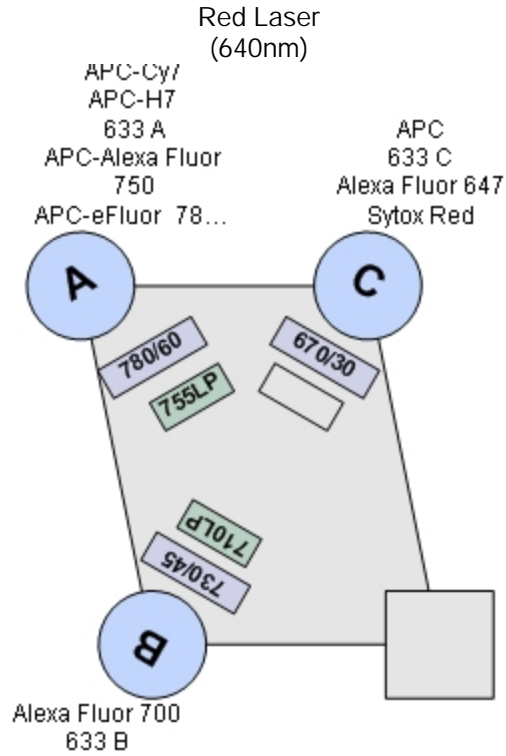 Red Laser
(640nm)
APC-Cy7
APC-H7
633 A
APC-Alexa Fluor
750
APC-eFluor 78...
APC
633 C
Alexa Fluor 647
Sytox Red
A
C
780/60
755LP
670/30
710LP
730/45
B
Alexa Fluor 700
633 B